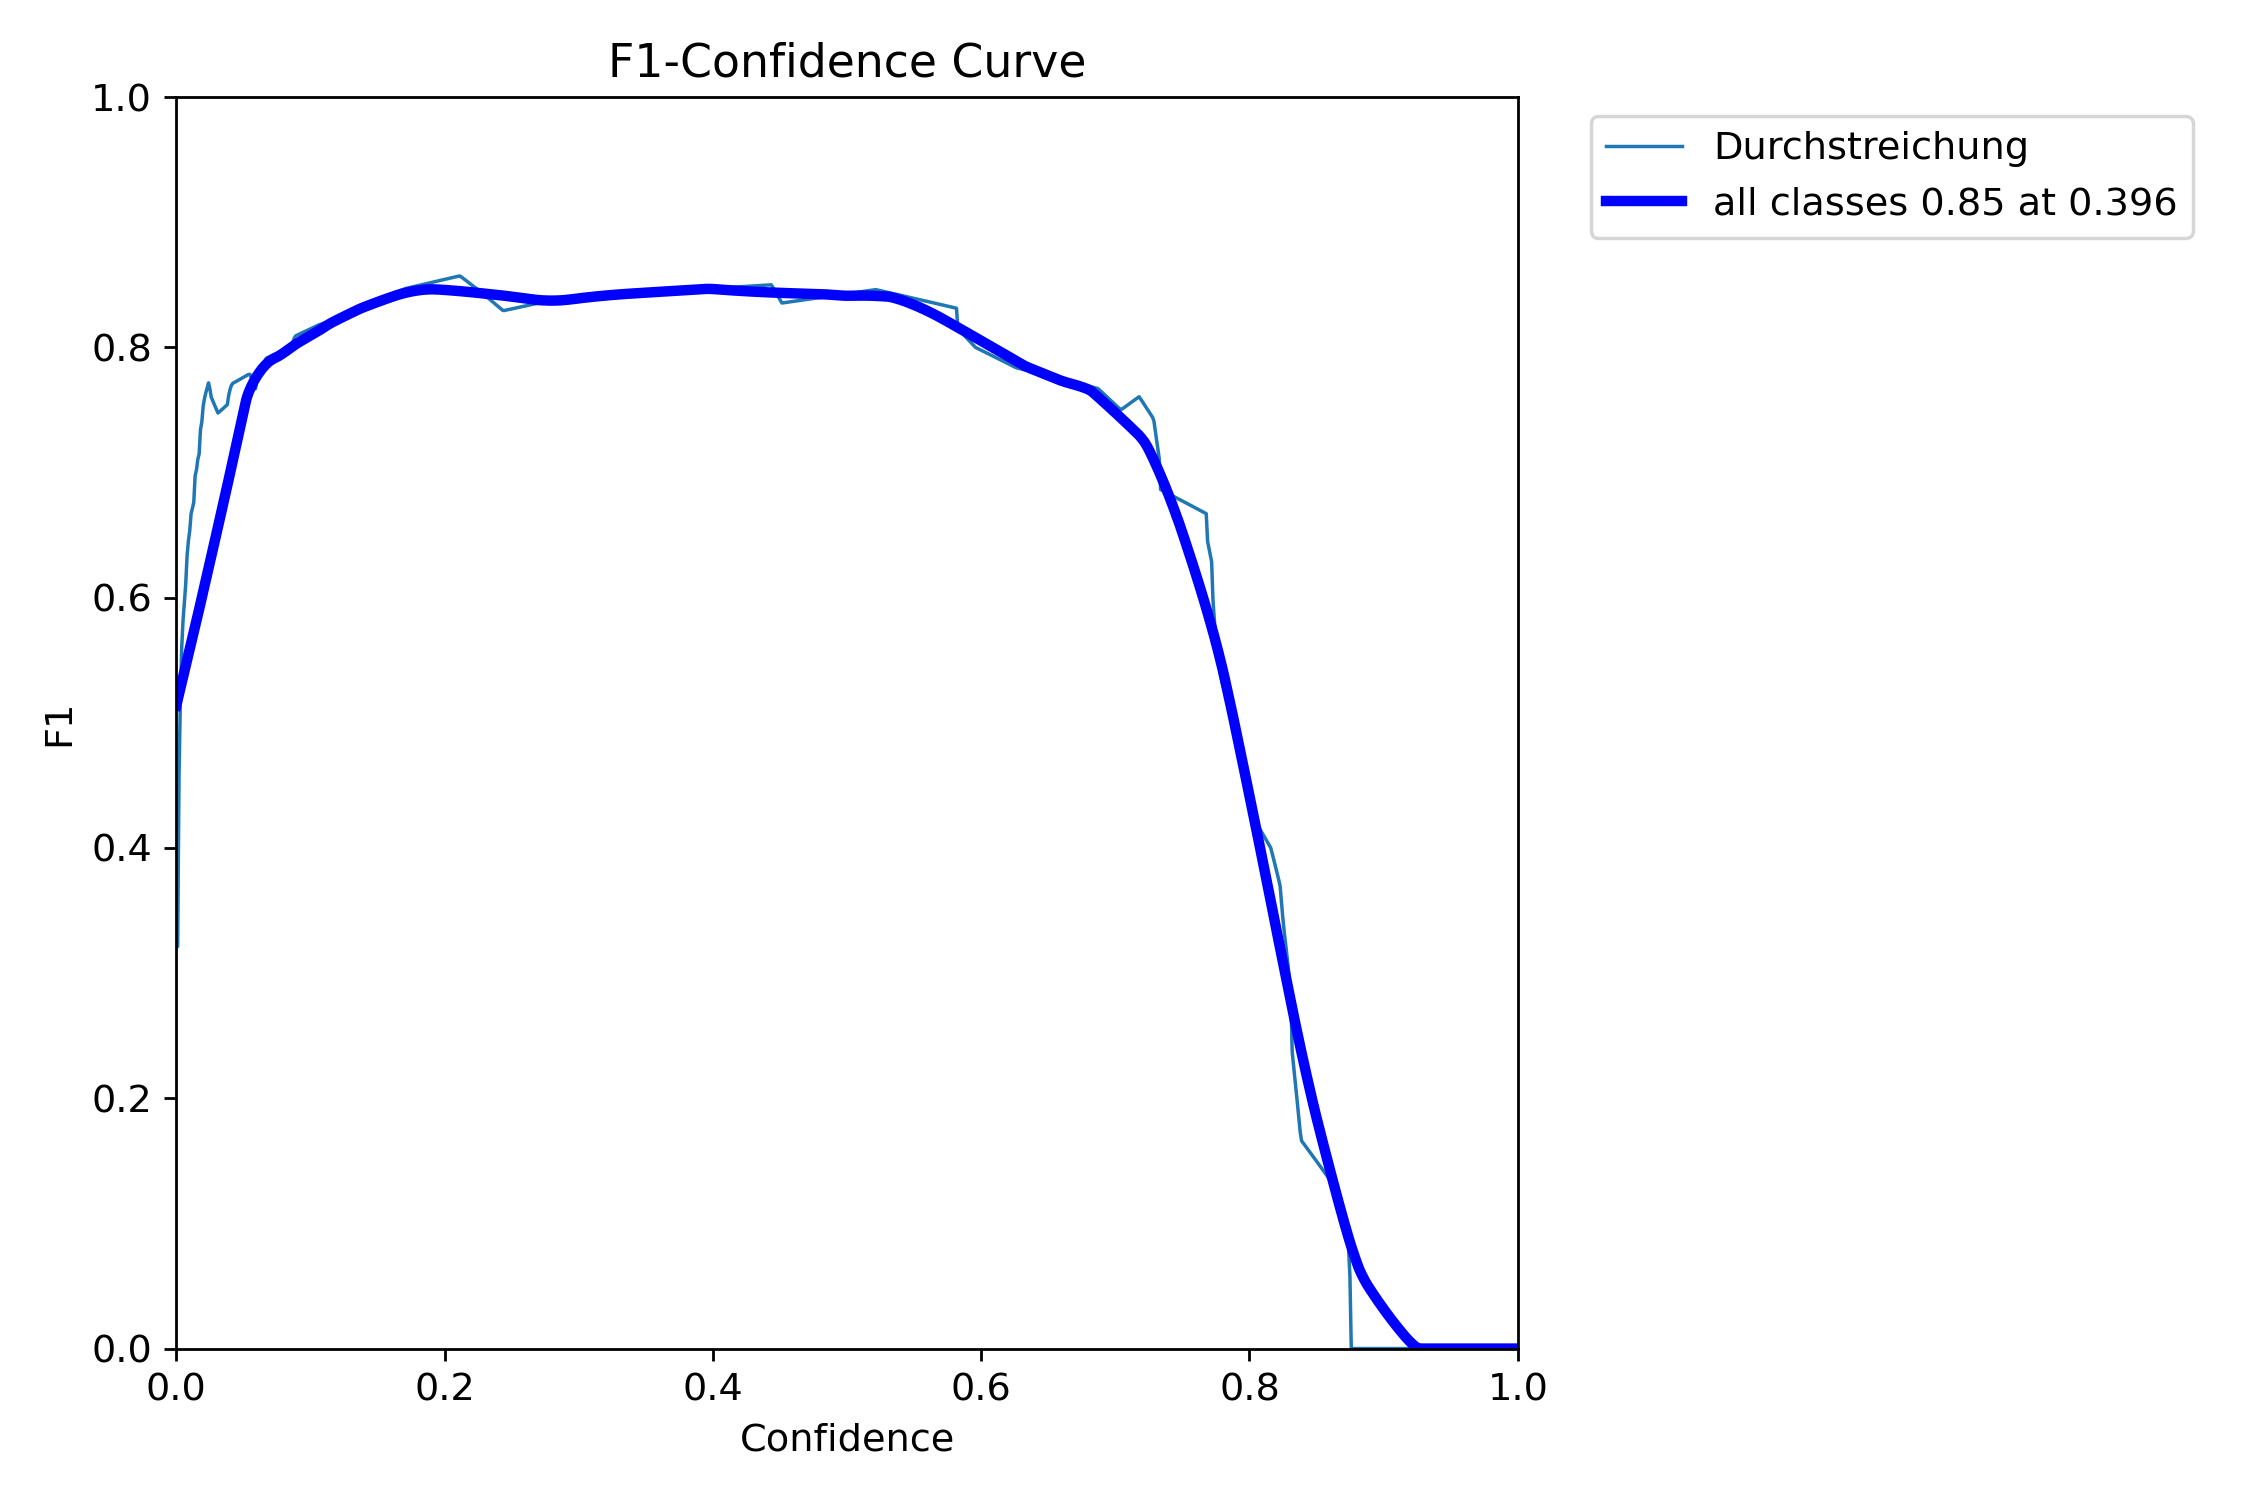 F1-Confidence Curve
1.0
0.8
0.6
0.4
0.2
0.0
F1
0.0 0.2 0.4 0.6 0.8 1.0
Confidence
Durchstreichung
all classes 0.85 at 0.396